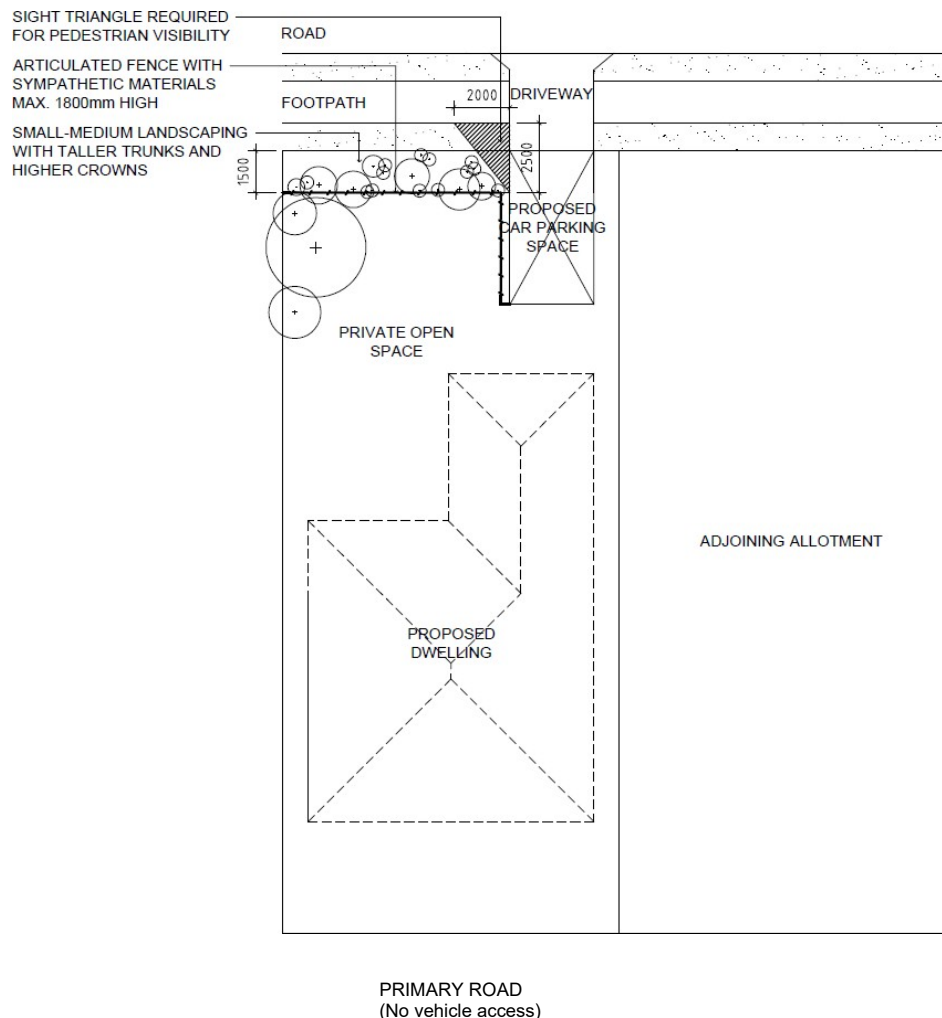 SIGHT TRIANGLE REQUIRED
FOR PEDESTRIAN VISIBILITY
ROAD
ARTICULATED FENCE WITH
SYMPATHETIC MATERIALS
MAX. 1800mm HIGH
2000
DRIVEWAY
FOOTPATH
SMALL-MEDIUM LANDSCAPING
WITH TALLER TRUNKS AND
HIGHER CROWNS
1500
2500
PROPOSED
CAR PARKING
SPACE
PRIVATE OPEN
SPACE
ADJOINING ALLOTMENT
PROPOSED
DWELLING
PRIMARY ROAD
(No vehicle access)